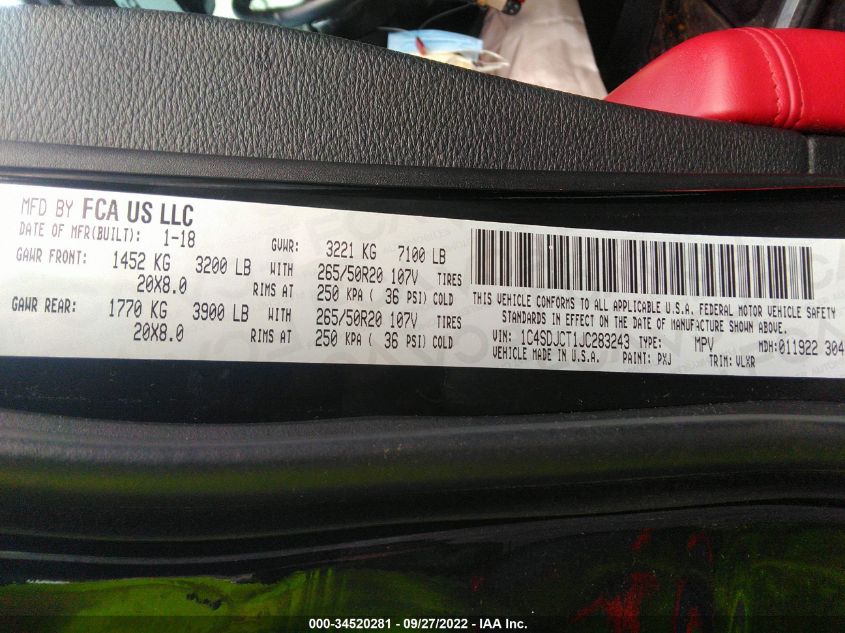 MFD BY FCA US LLC
DATE OF MFR(BUILT): 1-18 GVWR: 3221 KG 7100 LB
GAWR FRONT: 1452 KG 3200 LB WITH 265/50R20 107V TIRES
20X8.0 RIMS AT 250 KPA ( 36 PSI) COLD
GAWR REAR: 1770 KG 3900 LB WITH 265/50R20 107V TIRES
20X8.0 RIMS AT 250 KPA ( 36 PSI) COLD
THIS VEHICLE CONFORMS TO ALL APPLICABLE U.S.A. FEDERAL MOTOR VEHICLE SAFETY
STANDARDS IN EFFECT ON THE DATE OF MANUFACTURE SHOWN ABOVE.
VIN: 1C4SDJCT1JC283243 TYPE: MPV MDH:011922 304
VEHICLE MADE IN U.S.A. PAINT: PXJ TRIM: VLXR
000-34520281 - 09/27/2022 - IAA Inc.